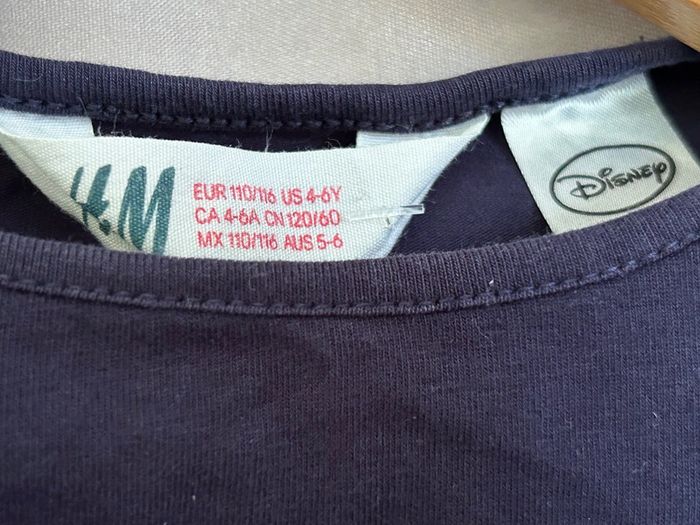 H.M
EUR 110/116 US 4-6Y
CA 4-6A CN 120/60
MX 110/116 AUS 5-6
Disney